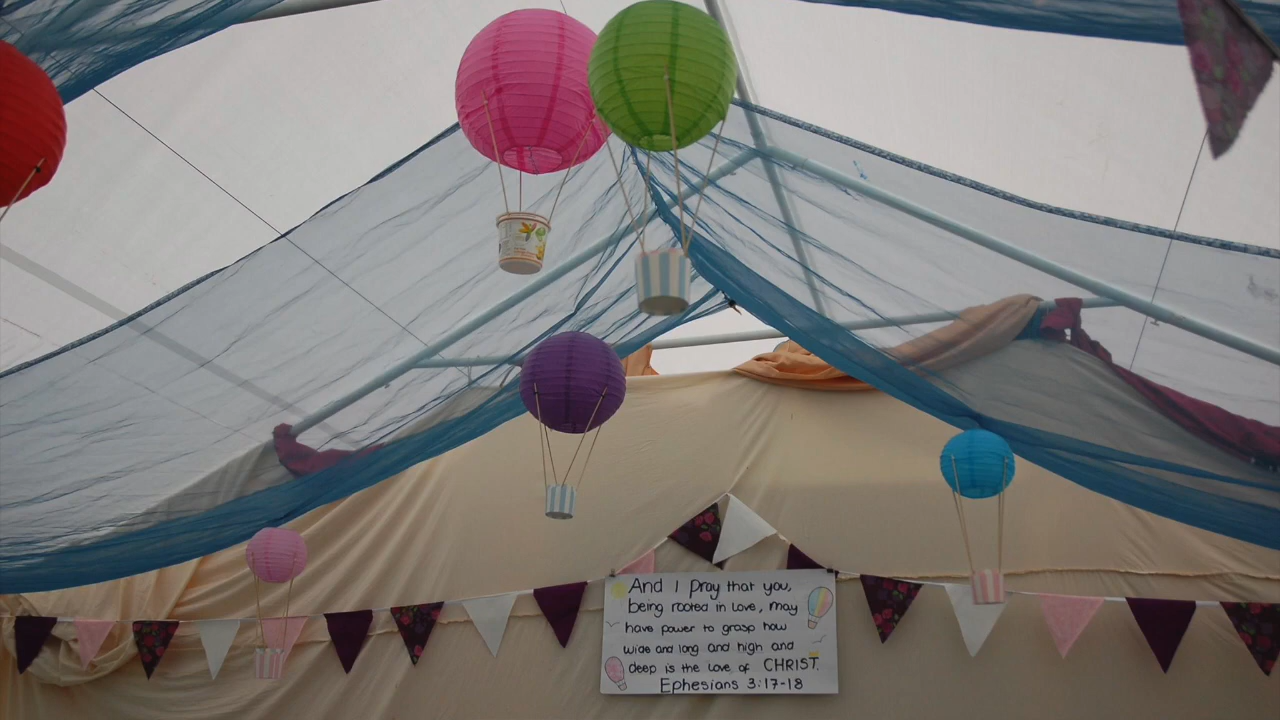 And I pray that you,
being rooted in Love, may
have power to grasp how
wide and long and high and
deep is the love of CHRIST.
Ephesians 3:17-18